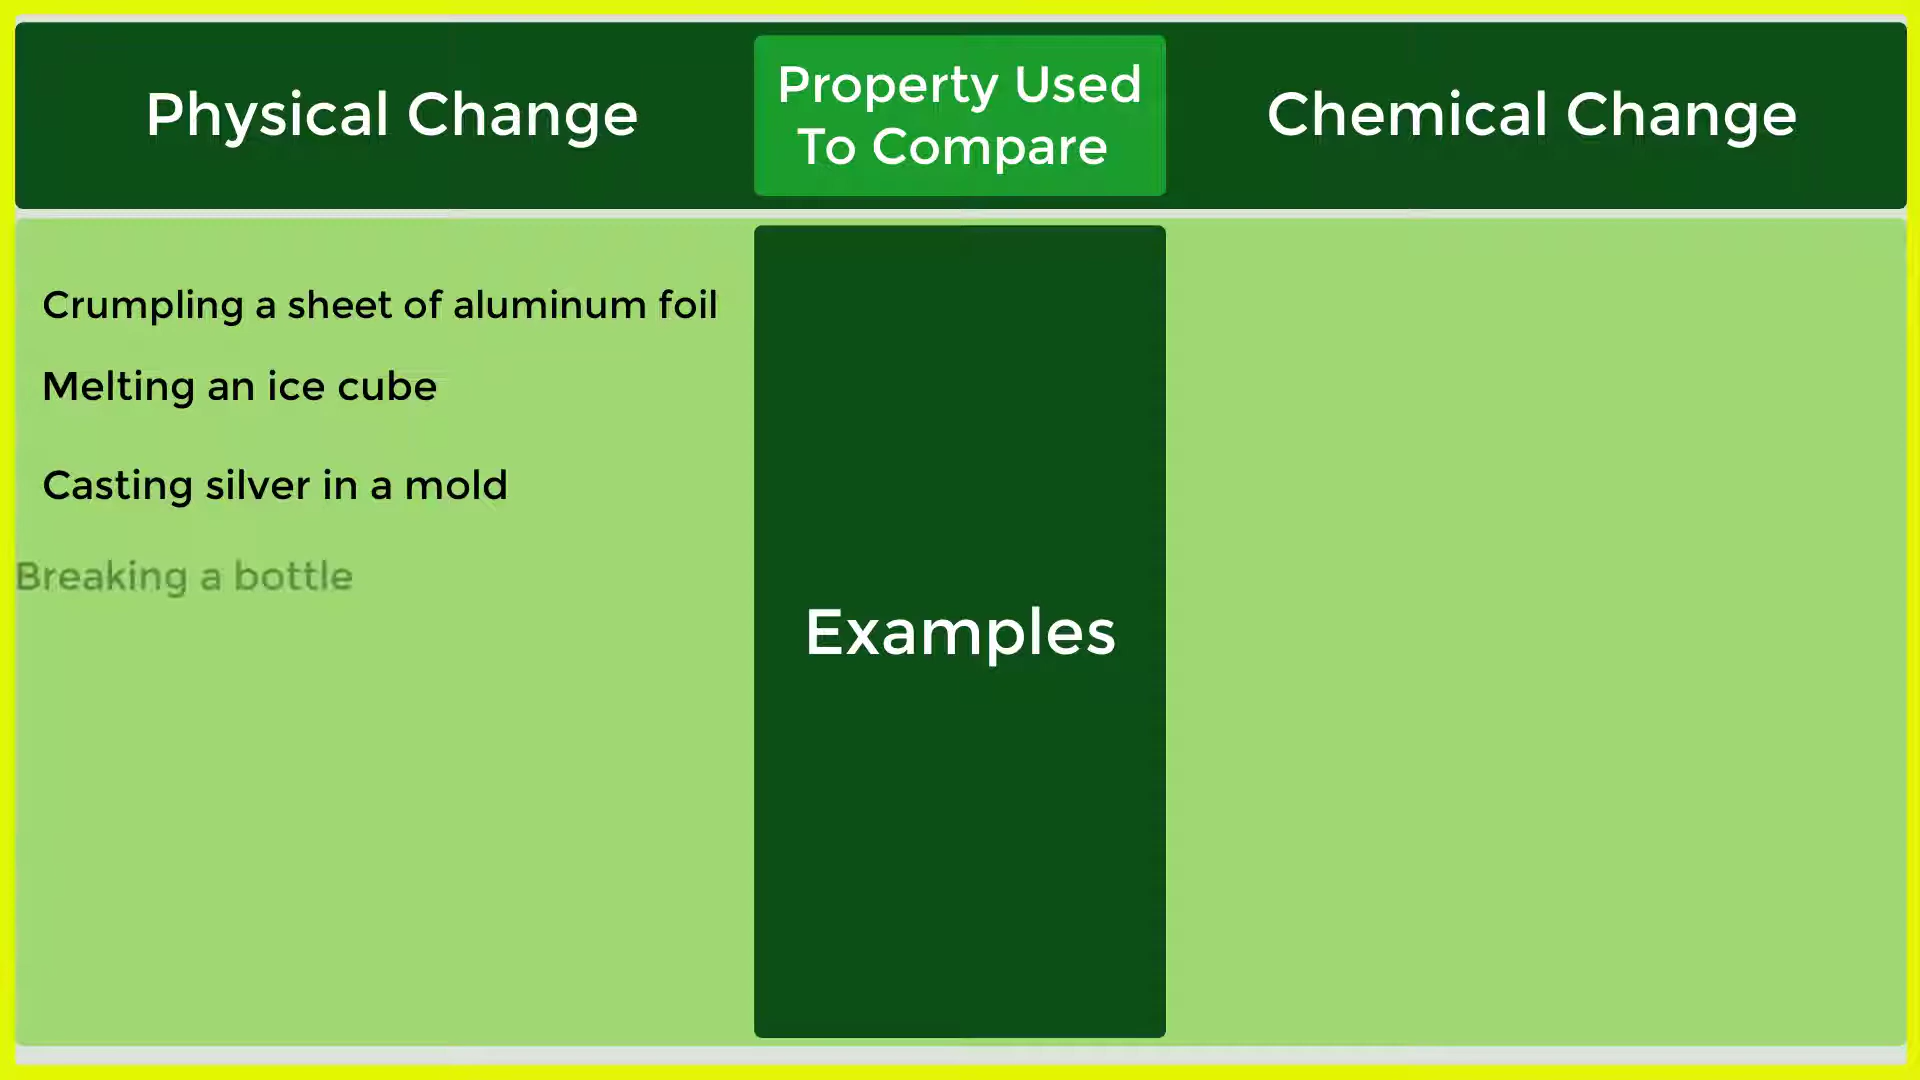 Physical Change
Property Used
To Compare
Chemical Change
Crumpling a sheet of aluminum foil
Melting an ice cube
Casting silver in a mold
Breaking a bottle
Examples